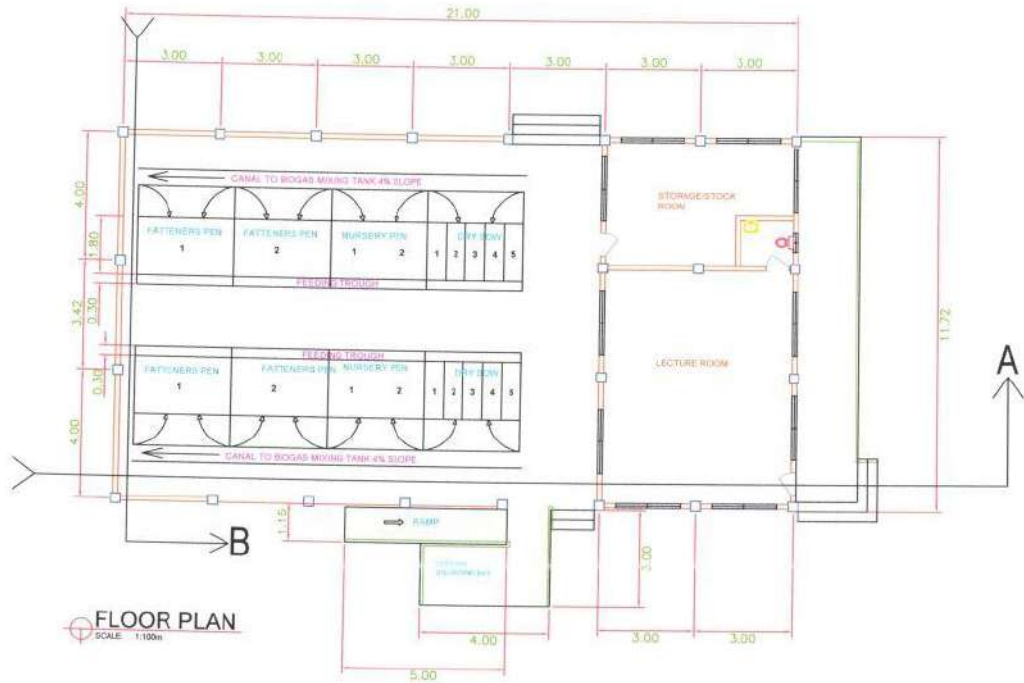 21.00
3.00
3.00
3.00
3.00
3.00
3.00
3.00
4.00
1.80
3.42
0.30
0.30
4.00
CANAL TO BIOGAS MIXING TANK 4% SLOPE
FATTENERS PEN
1
FATTENERS PEN
2
NURSERY PEN
1 2
DRY SOW
1 2 3 4 5
FEEDING TROUGH
FEEDING TROUGH
FATTENERS PEN
1
FATTENERS PEN
2
NURSERY PEN
1 2
DRY SOW
1 2 3 4 5
CANAL TO BIOGAS MIXING TANK 4% SLOPE
STORAGE/STOCK
ROOM
LECTURE ROOM
11.72
A
B
1.15
RAMP
3.00
4.00
5.00
3.00
3.00
FLOOR PLAN
SCALE: 1:100m